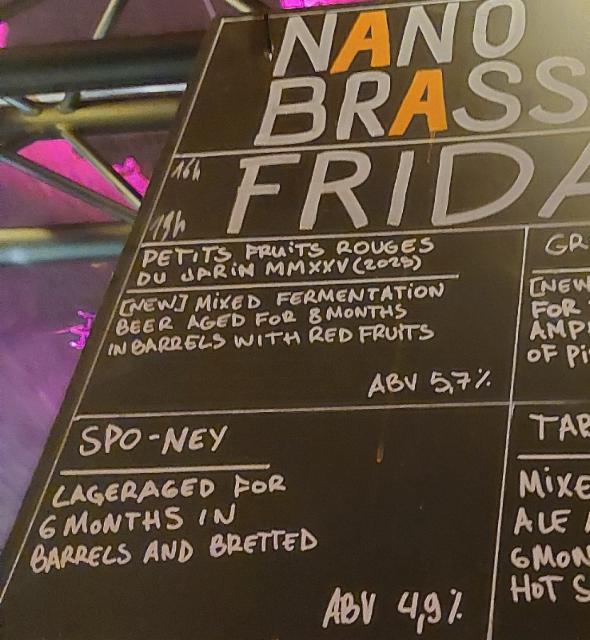 NANO
BRASS
16h
19h
FRIDA
PETITS FRUITS ROUGES
DU JARIN MMXXV (2025)
[NEW] MIXED FERMENTATION
BEER AGED FOR 8 MONTHS
IN BARRELS WITH RED FRUITS
ABV 5,7%
GR
[NEW
FOR
AMP
OF Pi
SPO-NEY
LAGERAGED FOR
6 MONTHS IN
BARRELS AND BRETTED
ABV 4,9%
TAB
MIXE
ALE
6 MON
HOT S